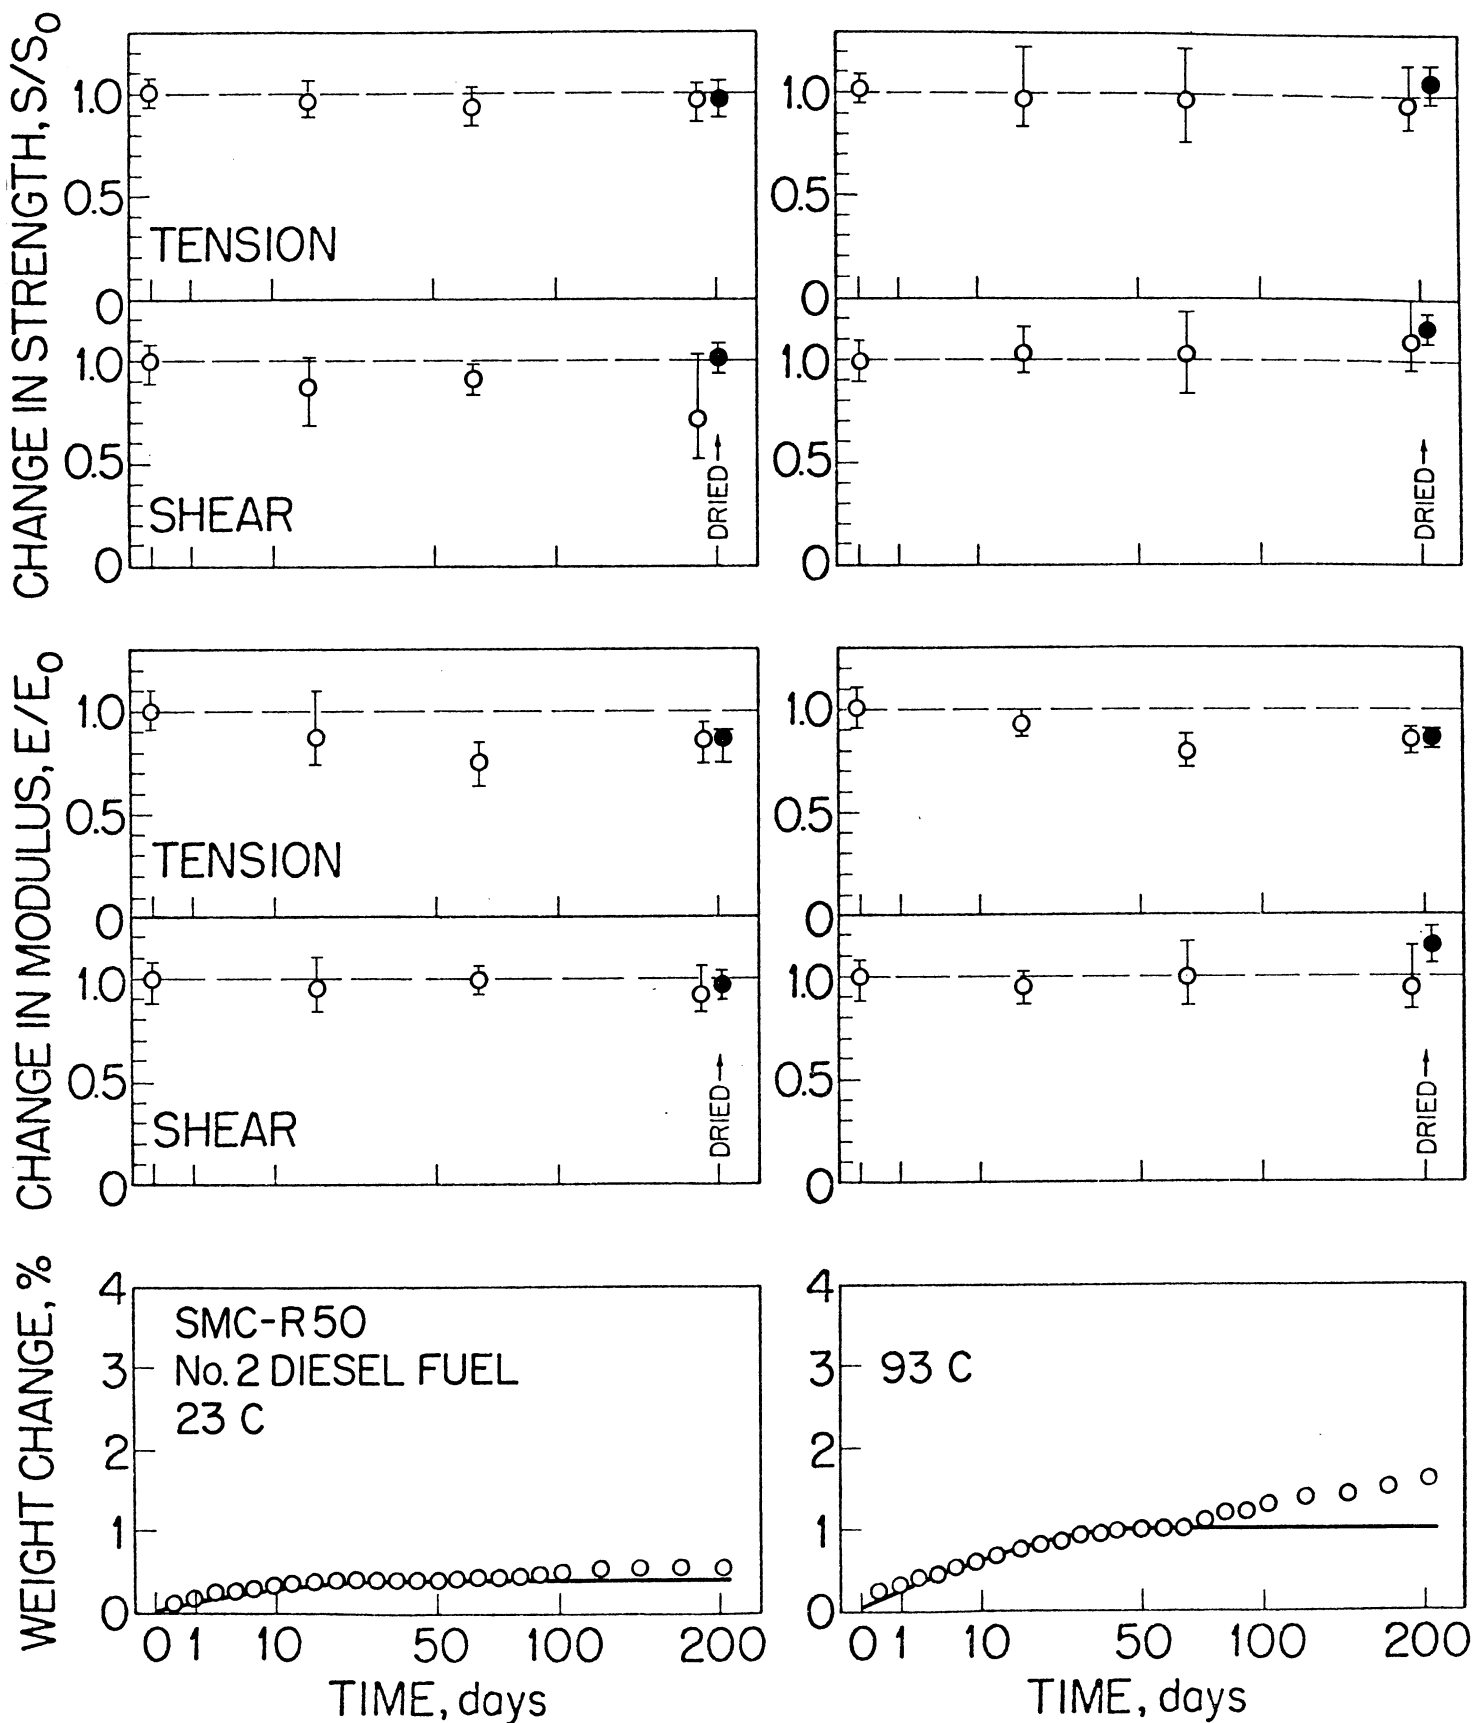 CHANGE IN STRENGTH, S/S₀
1.0
0.5
TENSION
0
1.0
0.5
SHEAR
DRIED
0
1.0
0.5
0
1.0
0.5
DRIED
0
CHANGE IN MODULUS, E/E₀
1.0
0.5
TENSION
0
1.0
0.5
SHEAR
DRIED
0
1.0
0.5
0
1.0
0.5
DRIED
0
WEIGHT CHANGE, %
4
3
2
1
0
SMC-R50
No. 2 DIESEL FUEL
23 C
0 1 10 50 100 200
TIME, days
4
3
2
1
0
93 C
0 1 10 50 100 200
TIME, days